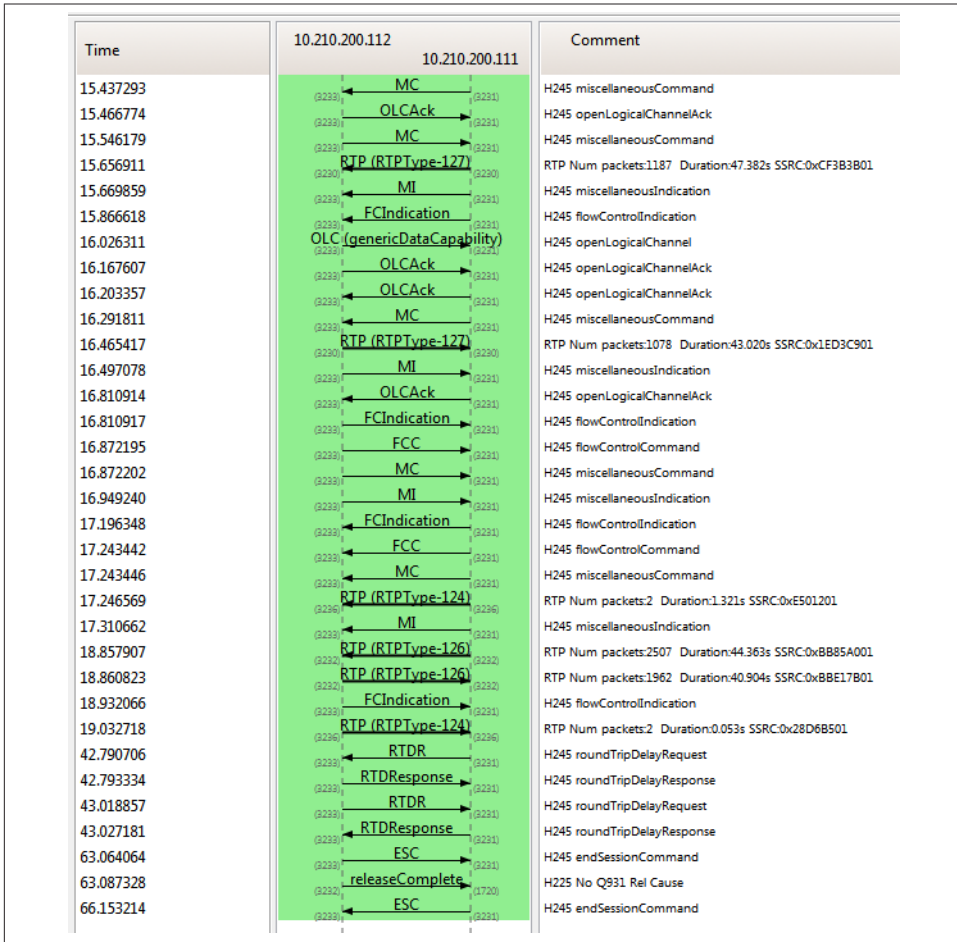 Time 10.210.200.112 10.210.200.111 Comment
15.437293 MC (3233) (3231) H245 miscellaneousCommand
15.466774 OLCAck (3233) (3231) H245 openLogicalChannelAck
15.546179 MC (3233) (3231) H245 miscellaneousCommand
15.656911 RTP (RTPType-127) (3230) (3230) RTP Num packets:1187 Duration:47.382s SSRC:0xCF3B3B01
15.669859 MI (3233) (3231) H245 miscellaneousIndication
15.866618 FCIndication (3233) (3231) H245 flowControlIndication
16.026311 OLC (genericDataCapability) (3233) (3231) H245 openLogicalChannel
16.167607 OLCAck (3233) (3231) H245 openLogicalChannelAck
16.203357 OLCAck (3233) (3231) H245 openLogicalChannelAck
16.291811 MC (3233) (3231) H245 miscellaneousCommand
16.465417 RTP (RTPType-127) (3230) (3230) RTP Num packets:1078 Duration:43.020s SSRC:0x1ED3C901
16.497078 MI (3233) (3231) H245 miscellaneousIndication
16.810914 OLCAck (3233) (3231) H245 openLogicalChannelAck
16.810917 FCIndication (3233) (3231) H245 flowControlIndication
16.872195 FCC (3233) (3231) H245 flowControlCommand
16.872202 MC (3233) (3231) H245 miscellaneousCommand
16.949240 MI (3233) (3231) H245 miscellaneousIndication
17.196348 FCIndication (3233) (3231) H245 flowControlIndication
17.243442 FCC (3233) (3231) H245 flowControlCommand
17.243446 MC (3233) (3231) H245 miscellaneousCommand
17.246569 RTP (RTPType-124) (3236) (3236) RTP Num packets:2 Duration:1.321s SSRC:0xE501201
17.310662 MI (3233) (3231) H245 miscellaneousIndication
18.857907 RTP (RTPType-126) (3232) (3232) RTP Num packets:2507 Duration:44.363s SSRC:0xBB85A001
18.860823 RTP (RTPType-126) (3232) (3232) RTP Num packets:1962 Duration:40.904s SSRC:0xBBE17B01
18.932066 FCIndication (3233) (3231) H245 flowControlIndication
19.032718 RTP (RTPType-124) (3236) (3236) RTP Num packets:2 Duration:0.053s SSRC:0x28D6B501
42.790706 RTDR (3233) (3231) H245 roundTripDelayRequest
42.793334 RTDResponse (3233) (3231) H245 roundTripDelayResponse
43.018857 RTDR (3233) (3231) H245 roundTripDelayRequest
43.027181 RTDResponse (3233) (3231) H245 roundTripDelayResponse
63.064064 ESC (3233) (3231) H245 endSessionCommand
63.087328 releaseComplete (3232) (1720) H225 No Q931 Rel Cause
66.153214 ESC (3233) (3231) H245 endSessionCommand